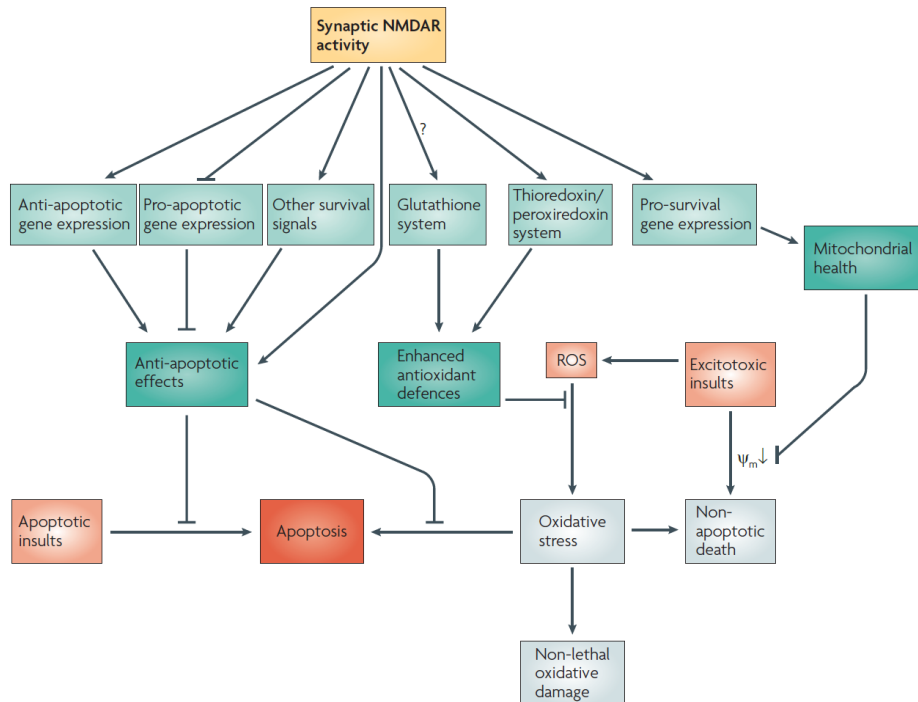 Synaptic NMDAR
activity
?
Anti-apoptotic
gene expression
Pro-apoptotic
gene expression
Other survival
signals
Glutathione
system
Thioredoxin/
peroxiredoxin
system
Pro-survival
gene expression
Mitochondrial
health
Anti-apoptotic
effects
Enhanced
antioxidant
defences
ROS
Excitotoxic
insults
Ψm↓
Apoptotic
insults
Apoptosis
Oxidative
stress
Non-
apoptotic
death
Non-lethal
oxidative
damage